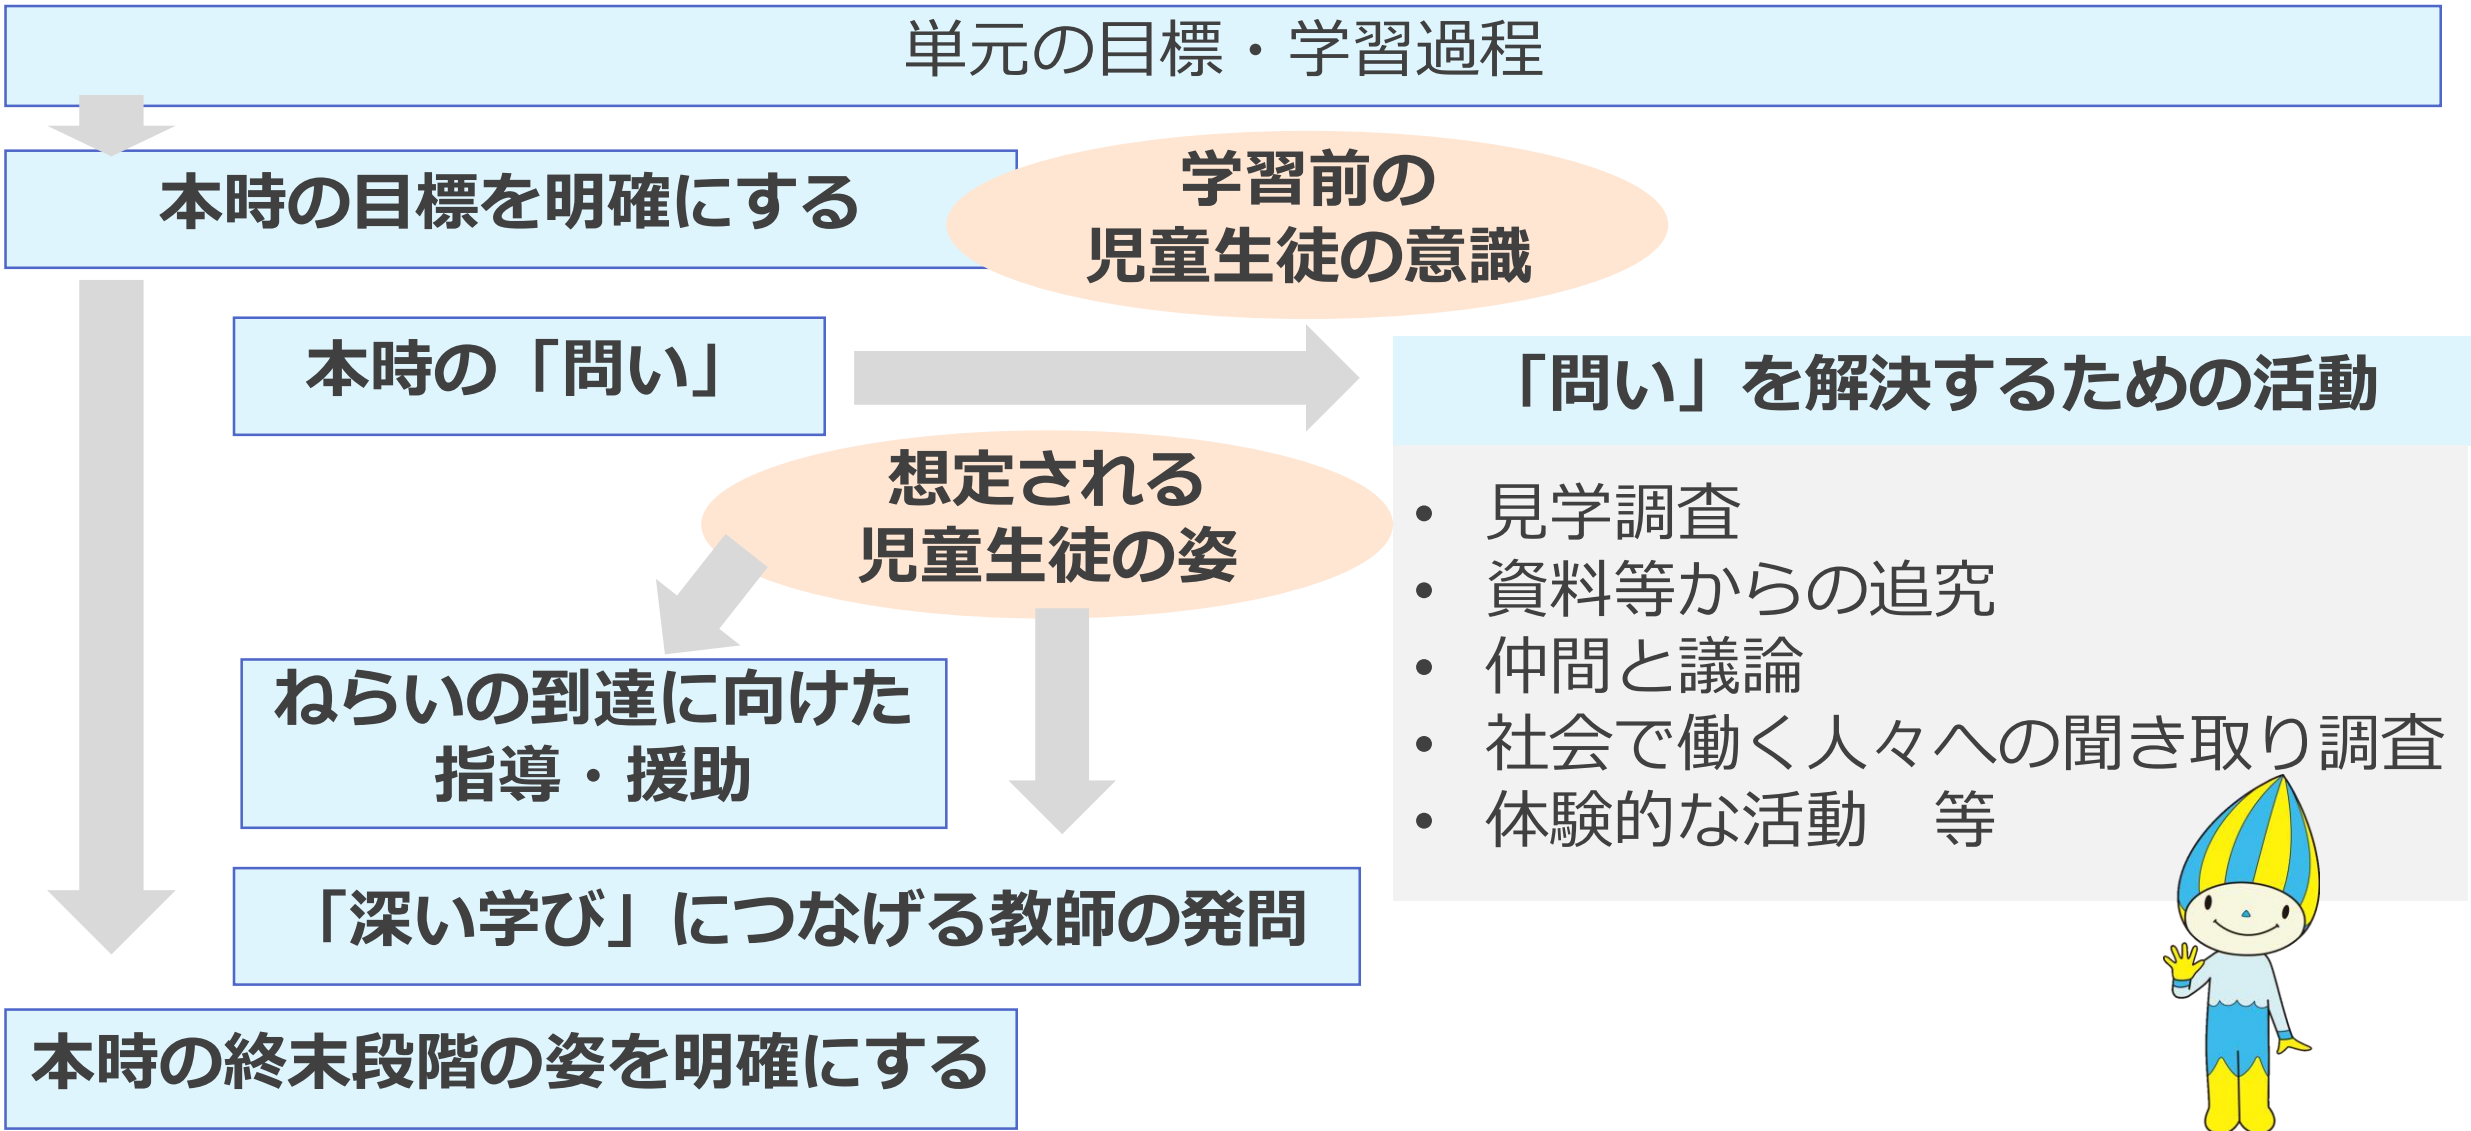 単元の目標・学習過程
本時の目標を明確にする
学習前の
児童生徒の意識
本時の「問い」
「問い」を解決するための活動
• 見学調査
• 資料等からの追究
• 仲間と議論
• 社会で働く人々への聞き取り調査
• 体験的な活動　等
想定される
児童生徒の姿
ねらいの到達に向けた
指導・援助
「深い学び」につなげる教師の発問
本時の終末段階の姿を明確にする